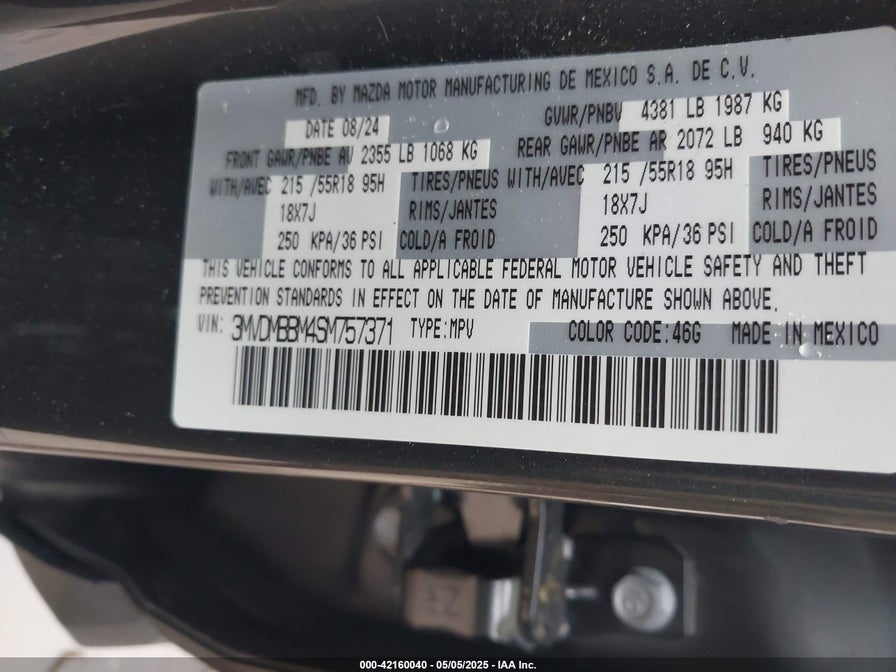 MFD. BY MAZDA MOTOR MANUFACTURING DE MEXICO S.A. DE C.V.
DATE 08/24 GVWR/PNBV 4381 LB 1987 KG
FRONT GAWR/PNBE AV 2355 LB 1068 KG REAR GAWR/PNBE AR 2072 LB 940 KG
WITH/AVEC 215 /55R18 95H TIRES/PNEUS WITH/AVEC 215 /55R18 95H TIRES/PNEUS
18X7J RIMS/JANTES 18X7J RIMS/JANTES
250 KPA/36 PSI COLD/A FROID 250 KPA/36 PSI COLD/A FROID
THIS VEHICLE CONFORMS TO ALL APPLICABLE FEDERAL MOTOR VEHICLE SAFETY AND THEFT
PREVENTION STANDARDS IN EFFECT ON THE DATE OF MANUFACTURE SHOWN ABOVE.
VIN: 3MVDMBBM4SM757371 TYPE:MPV COLOR CODE:46G MADE IN MEXICO
000-42160040 - 05/05/2025 - IAA Inc.